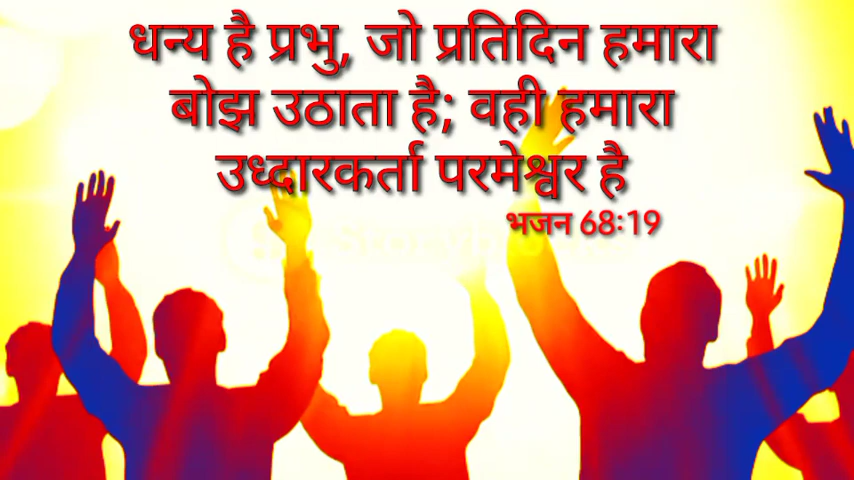 धन्य है प्रभु, जो प्रतिदिन हमारा
बोझ उठाता है; वही हमारा
उध्दारकर्ता परमेश्वर है
भजन 68:19